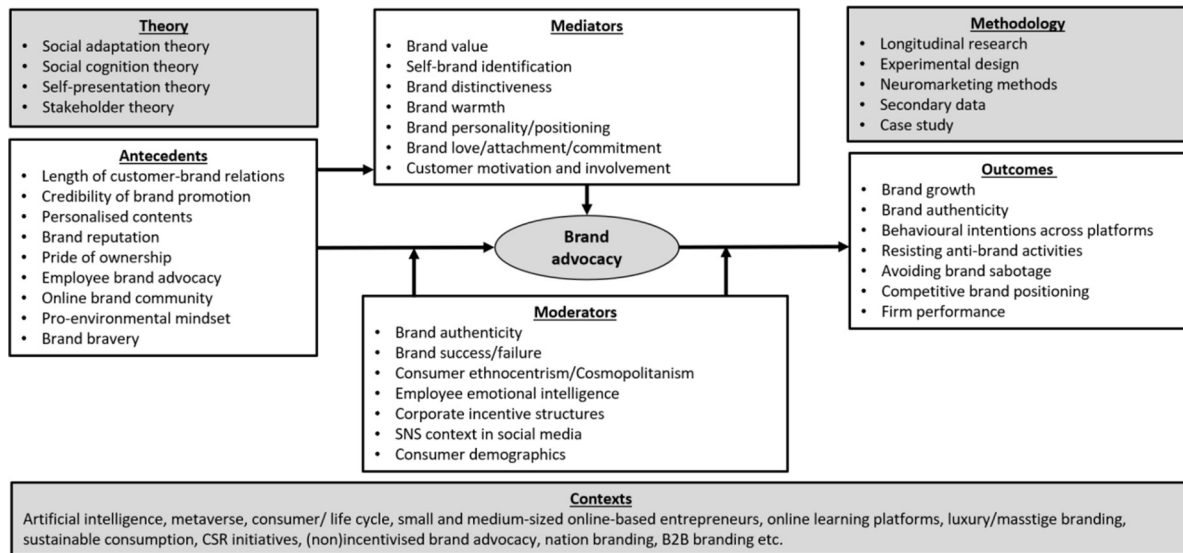 Theory
• Social adaptation theory
• Social cognition theory
• Self-presentation theory
• Stakeholder theory
Mediators
• Brand value
• Self-brand identification
• Brand distinctiveness
• Brand warmth
• Brand personality/positioning
• Brand love/attachment/commitment
• Customer motivation and involvement
Methodology
• Longitudinal research
• Experimental design
• Neuromarketing methods
• Secondary data
• Case study
Antecedents
• Length of customer-brand relations
• Credibility of brand promotion
• Personalised contents
• Brand reputation
• Pride of ownership
• Employee brand advocacy
• Online brand community
• Pro-environmental mindset
• Brand bravery
Brand
advocacy
Outcomes
• Brand growth
• Brand authenticity
• Behavioural intentions across platforms
• Resisting anti-brand activities
• Avoiding brand sabotage
• Competitive brand positioning
• Firm performance
Moderators
• Brand authenticity
• Brand success/failure
• Consumer ethnocentrism/Cosmopolitanism
• Employee emotional intelligence
• Corporate incentive structures
• SNS context in social media
• Consumer demographics
Contexts
Artificial intelligence, metaverse, consumer/ life cycle, small and medium-sized online-based entrepreneurs, online learning platforms, luxury/masstige branding,
sustainable consumption, CSR initiatives, (non)incentivised brand advocacy, nation branding, B2B branding etc.